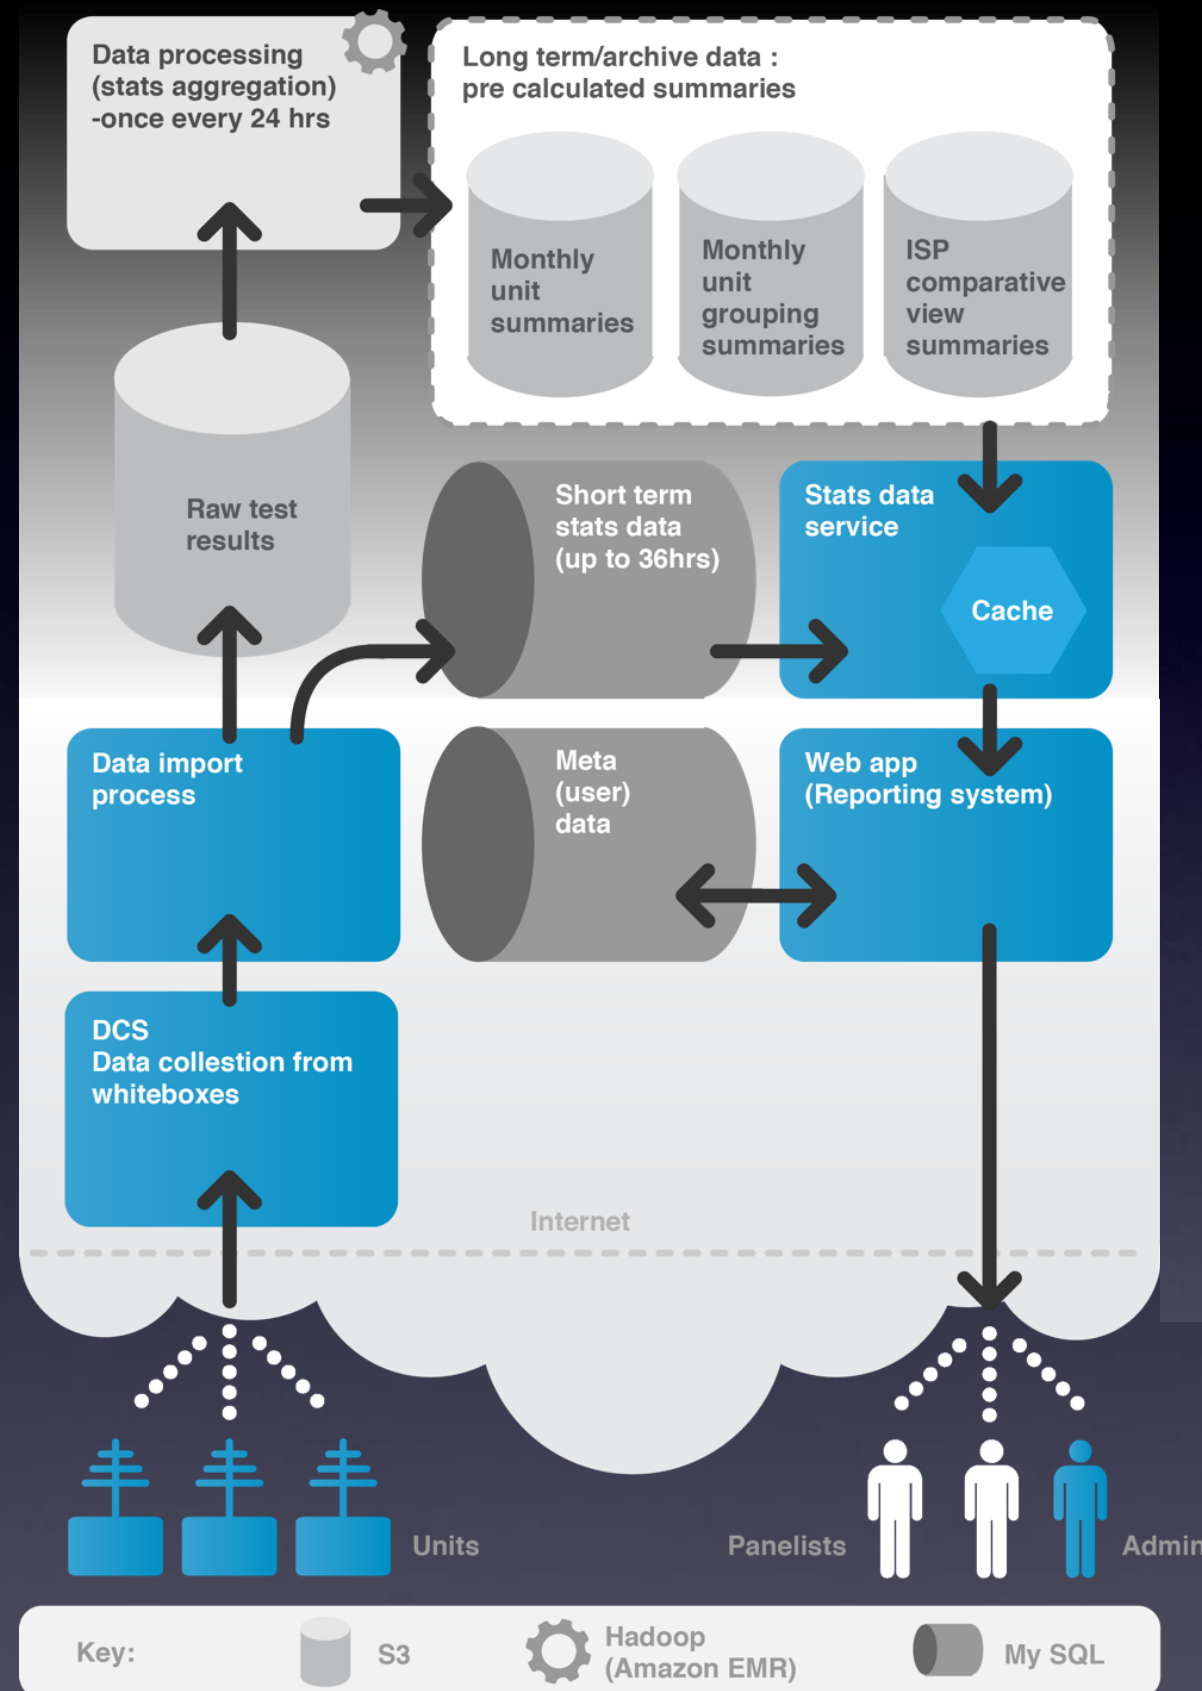 Data processing
(stats aggregation)
-once every 24 hrs
Long term/archive data :
pre calculated summaries
Monthly
unit
summaries
Monthly
unit
grouping
summaries
ISP
comparative
view
summaries
Raw test
results
Short term
stats data
(up to 36hrs)
Stats data
service
Cache
Data import
process
Meta
(user)
data
Web app
(Reporting system)
DCS
Data collestion from
whiteboxes
Internet
Units
Panelists
Admin
Key:
S3
Hadoop
(Amazon EMR)
My SQL